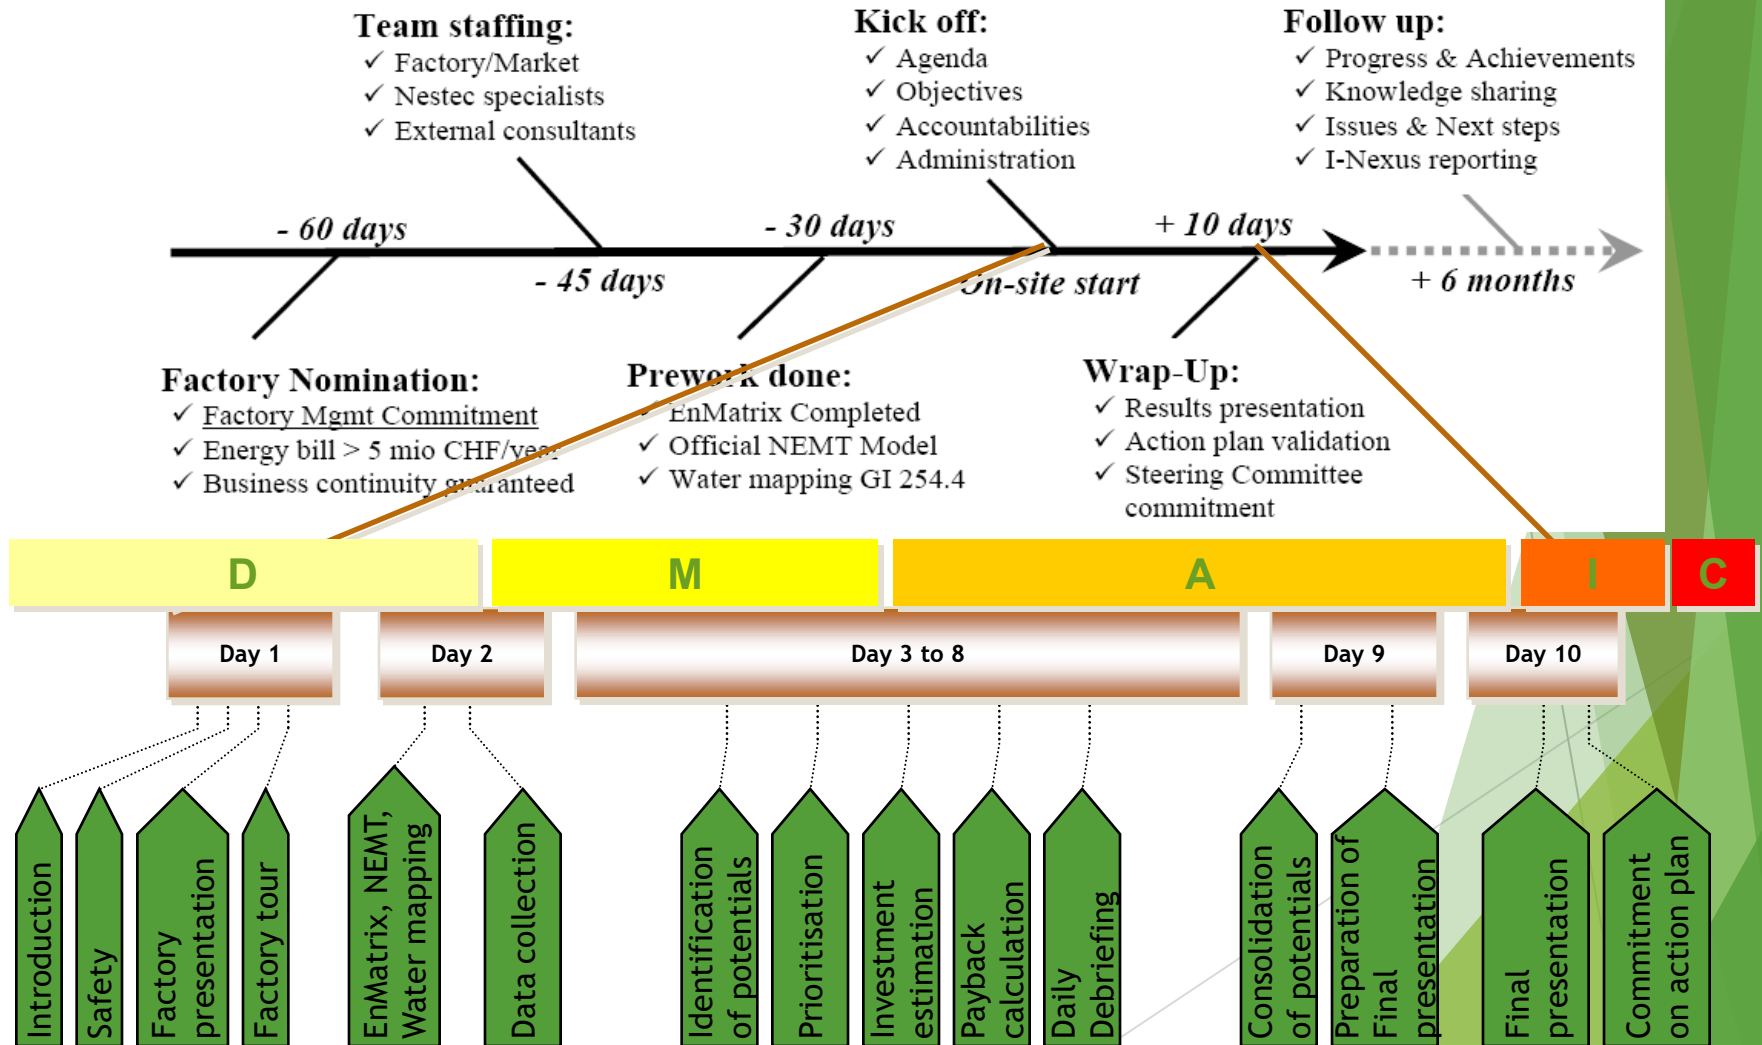 Team staffing:
✓ Factory/Market
✓ Nestec specialists
✓ External consultants
Kick off:
✓ Agenda
✓ Objectives
✓ Accountabilities
✓ Administration
Follow up:
✓ Progress & Achievements
✓ Knowledge sharing
✓ Issues & Next steps
✓ I-Nexus reporting
- 60 days
- 45 days
- 30 days
On-site start
+ 10 days
+ 6 months
Factory Nomination:
✓ Factory Mgmt Commitment
✓ Energy bill > 5 mio CHF/year
✓ Business continuity guaranteed
Prework done:
✓ EnMatrix Completed
✓ Official NEMT Model
✓ Water mapping GI 254.4
Wrap-Up:
✓ Results presentation
✓ Action plan validation
✓ Steering Committee
commitment
D
M
A
I
C
Day 1
Day 2
Day 3 to 8
Day 9
Day 10
Introduction
Safety
Factory
presentation
Factory tour
EnMatrix, NEMT,
Water mapping
Data collection
Identification
of potentials
Prioritisation
Investment
estimation
Payback
calculation
Daily
Debriefing
Consolidation
of potentials
Preparation of
Final
presentation
Final
presentation
Commitment
on action plan